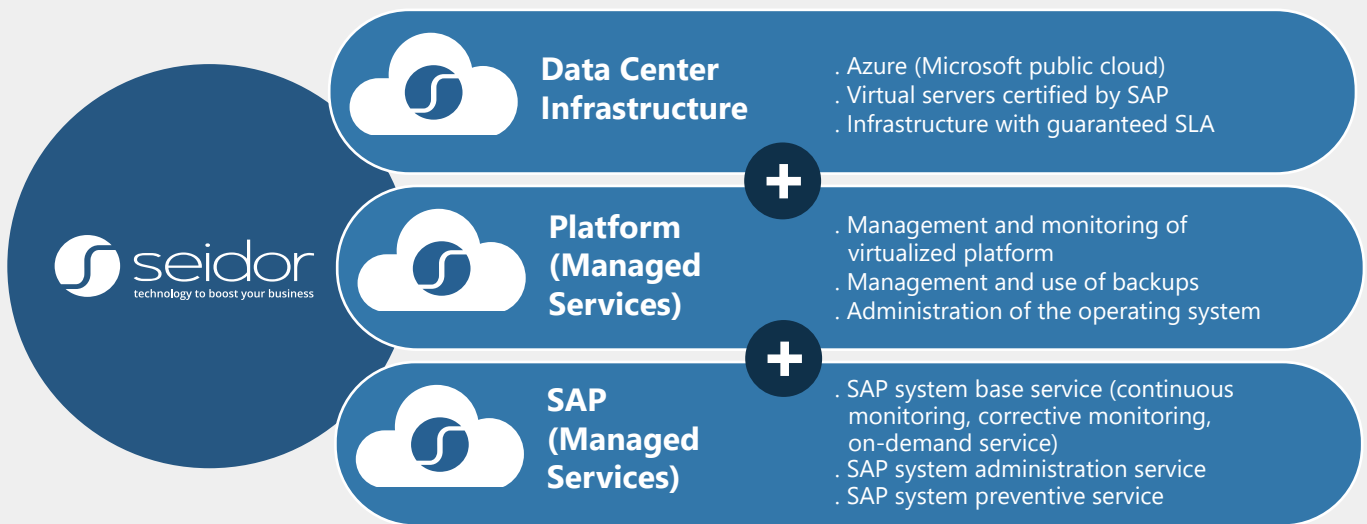 seidor
technology to boost your business
Data Center
Infrastructure
. Azure (Microsoft public cloud)
. Virtual servers certified by SAP
. Infrastructure with guaranteed SLA
+
Platform
(Managed
Services)
. Management and monitoring of
virtualized platform
. Management and use of backups
. Administration of the operating system
+
SAP
(Managed
Services)
. SAP system base service (continuous
monitoring, corrective monitoring,
on-demand service)
. SAP system administration service
. SAP system preventive service